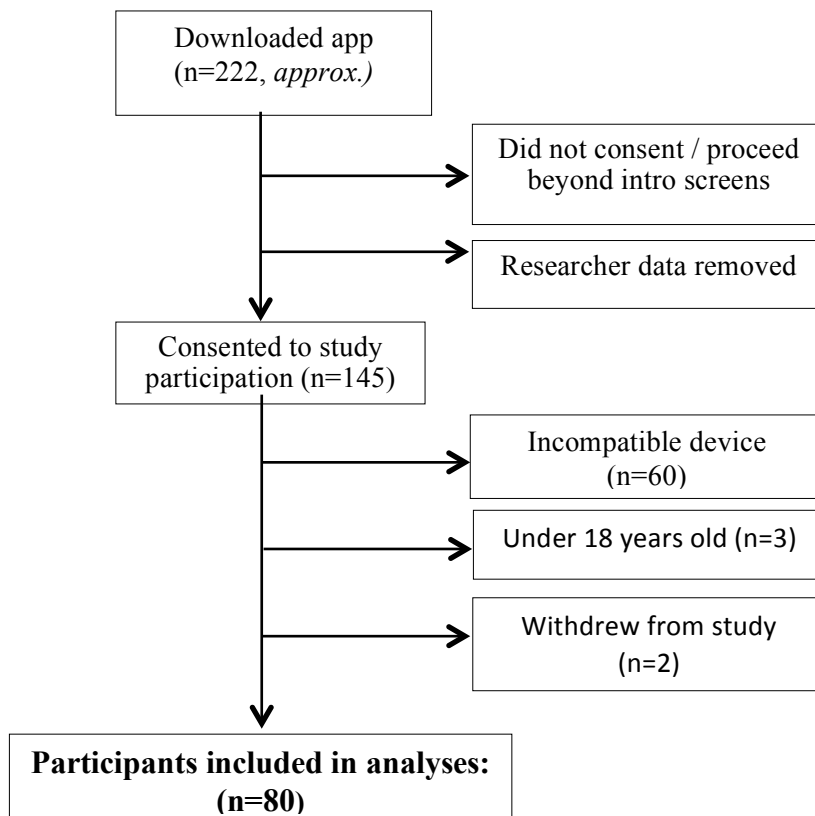 Downloaded app
(n=222, approx.)
Did not consent / proceed
beyond intro screens
Researcher data removed
Consented to study
participation (n=145)
Incompatible device
(n=60)
Under 18 years old (n=3)
Withdrew from study
(n=2)
Participants included in analyses:
(n=80)